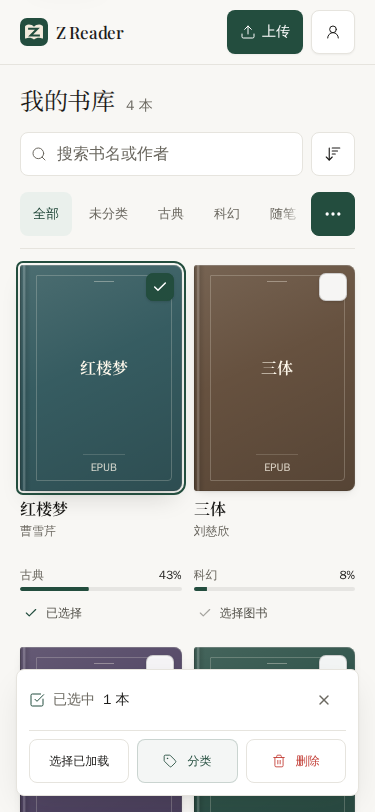 Z Reader
上传
我的书库 4 本
搜索书名或作者
全部 未分类 古典 科幻 随笔
红楼梦
EPUB
三体
EPUB
红楼梦
曹雪芹
古典 43%
已选择
三体
刘慈欣
科幻 8%
选择图书
已选中 1 本
选择已加载 分类 删除